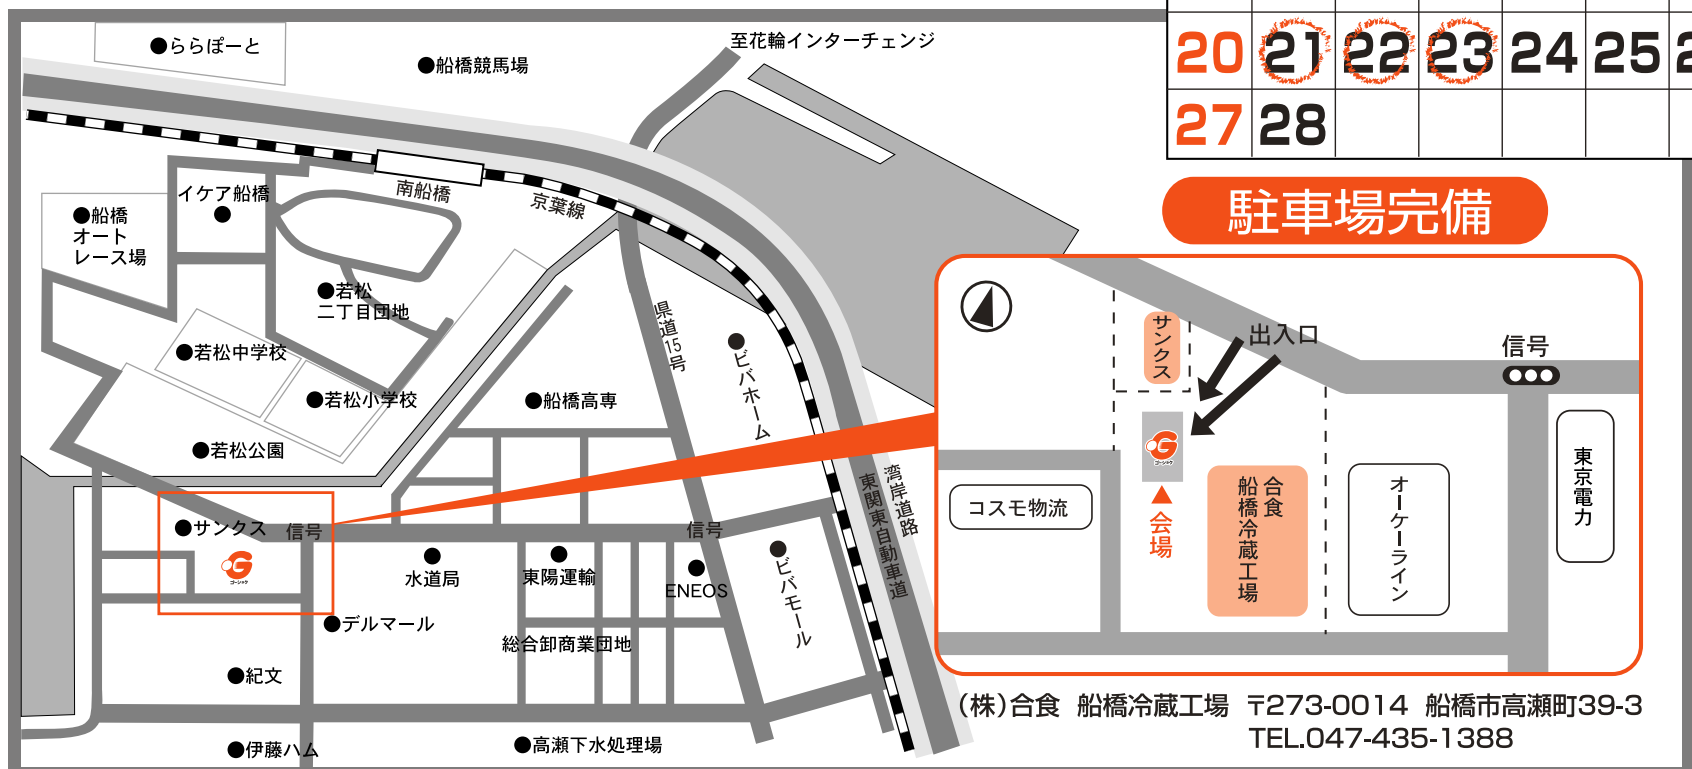 20 21 22 23 24 25
27 28
駐車場完備
●ららぽーと
●船橋競馬場
至花輪インターチェンジ
南船橋
京葉線
イケア船橋
●船橋
オート
レース場
●若松
二丁目団地
●若松中学校
●若松小学校
●若松公園
●船橋高専
県道15号
●ビバホーム
湾岸道路
東関東自動車道
●サンクス
信号
信号
ゴーシャク
●水道局
●東陽運輸
●ENEOS
●ビバモール
●デルマール
総合卸商業団地
●紀文
●伊藤ハム
●高瀬下水処理場
サンクス
出入口
信号
G
▲会場
コスモ物流
合食
船橋冷蔵工場
オーケーライン
東京電力
(株)合食 船橋冷蔵工場 〒273-0014 船橋市高瀬町39-3
TEL.047-435-1388